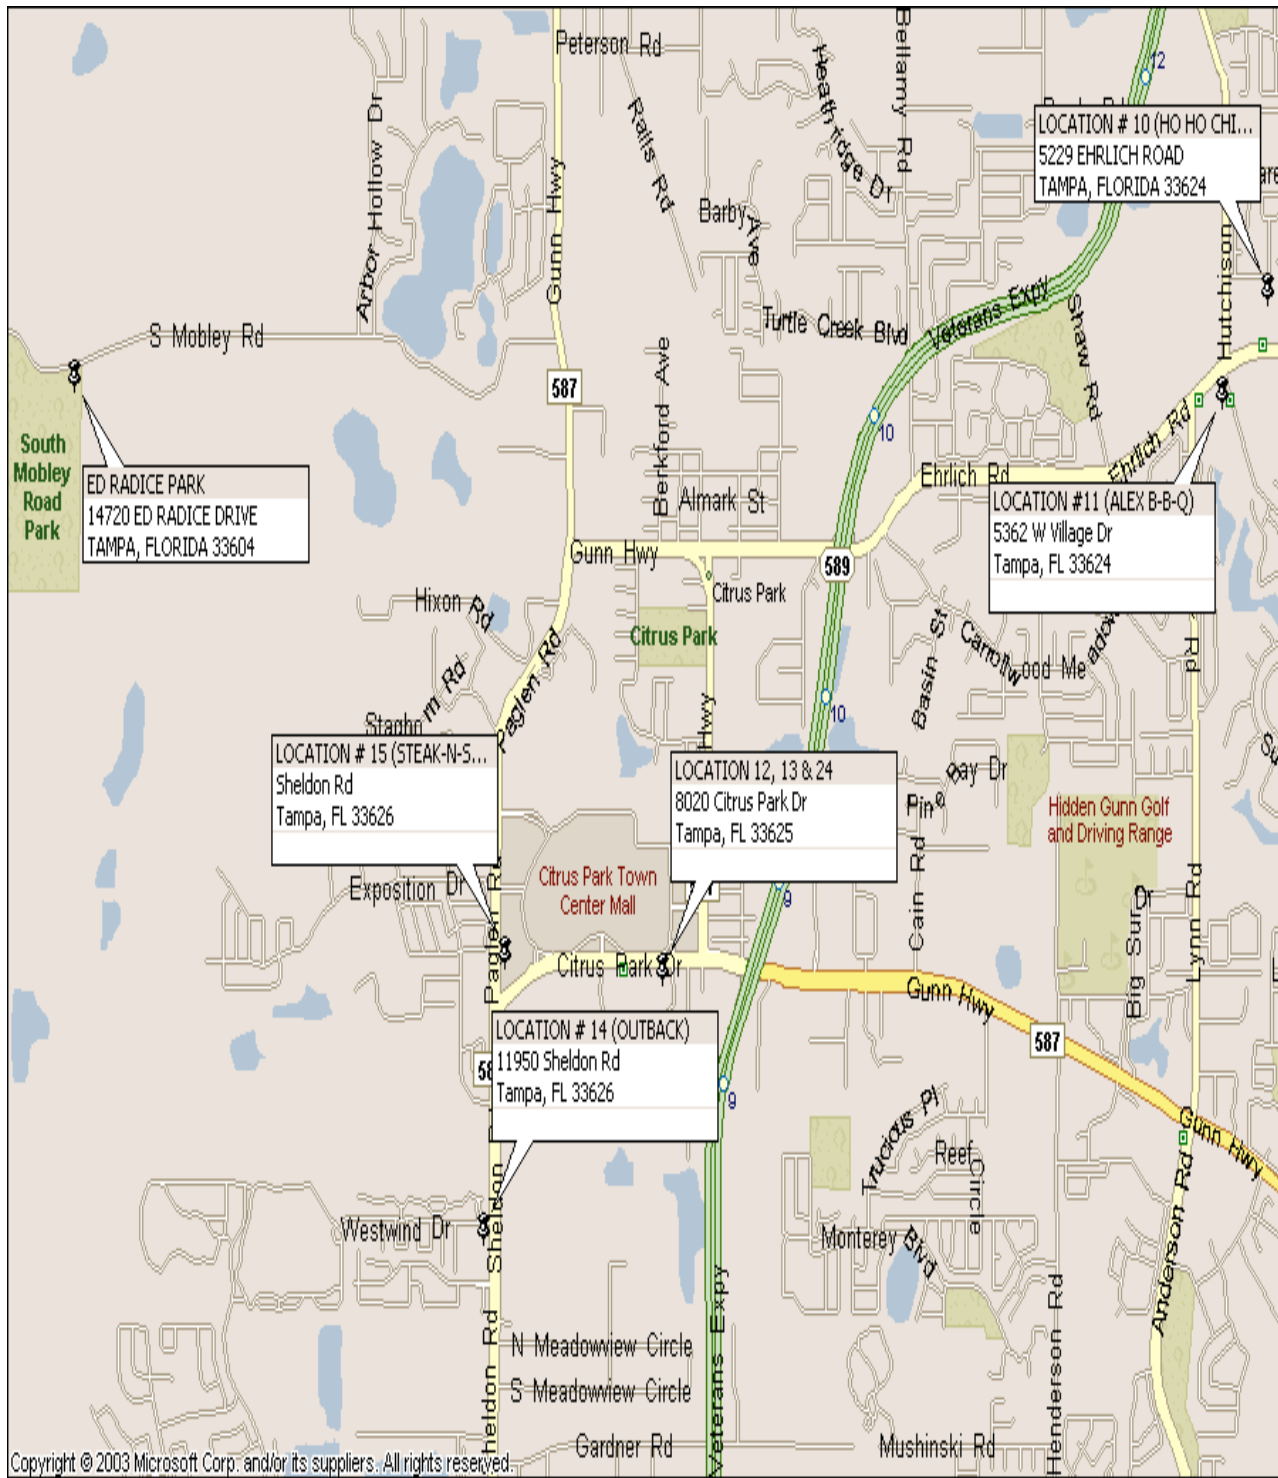 Peterson Rd
Bellamy Rd
Heathridge Dr
12
Arbor Hollow Dr
Gunn Hwy
Ralls Rd
LOCATION # 10 (HO HO CHI...
5229 EHRLICH ROAD
TAMPA, FLORIDA 33624
Barby Ave
Hutchison
S Mobley Rd
Turtle Creek Blvd
Veterans Expy
Shaw Rd
587
Berkford Ave
10
South
Mobley
Road
Park
ED RADICE PARK
14720 ED RADICE DRIVE
TAMPA, FLORIDA 33604
Almark St
Ehrlich Rd
Ehrlich Rd
LOCATION #11 (ALEX B-B-Q)
5362 W Village Dr
Tampa, FL 33624
Gunn Hwy
589
Citrus Park
Hixon Rd
Citrus Park
Paglen Rd
Basin St
Rd
10
Hwy
LOCATION # 15 (STEAK-N-S...
Sheldon Rd
Tampa, FL 33626
LOCATION 12, 13 & 24
8020 Citrus Park Dr
Tampa, FL 33625
Hidden Gunn Golf
and Driving Range
Exposition Dr
Paglen Rd
Citrus Park Town
Center Mall
9
Cain Rd
Big Sur Dr
Lynn Rd
Citrus Park Dr
Gunn Hwy
587
LOCATION # 14 (OUTBACK)
11950 Sheldon Rd
Tampa, FL 33626
9
Trucious Pl
Gunn Hwy
Reef Circle
Westwind Dr
Sheldon
Monterey Blvd
Anderson Rd
Sheldon Rd
N Meadowview Circle
S Meadowview Circle
Veterans Expy
Henderson Rd
Gardner Rd
Mushinski Rd
Copyright © 2003 Microsoft Corp. and/or its suppliers. All rights reserved.